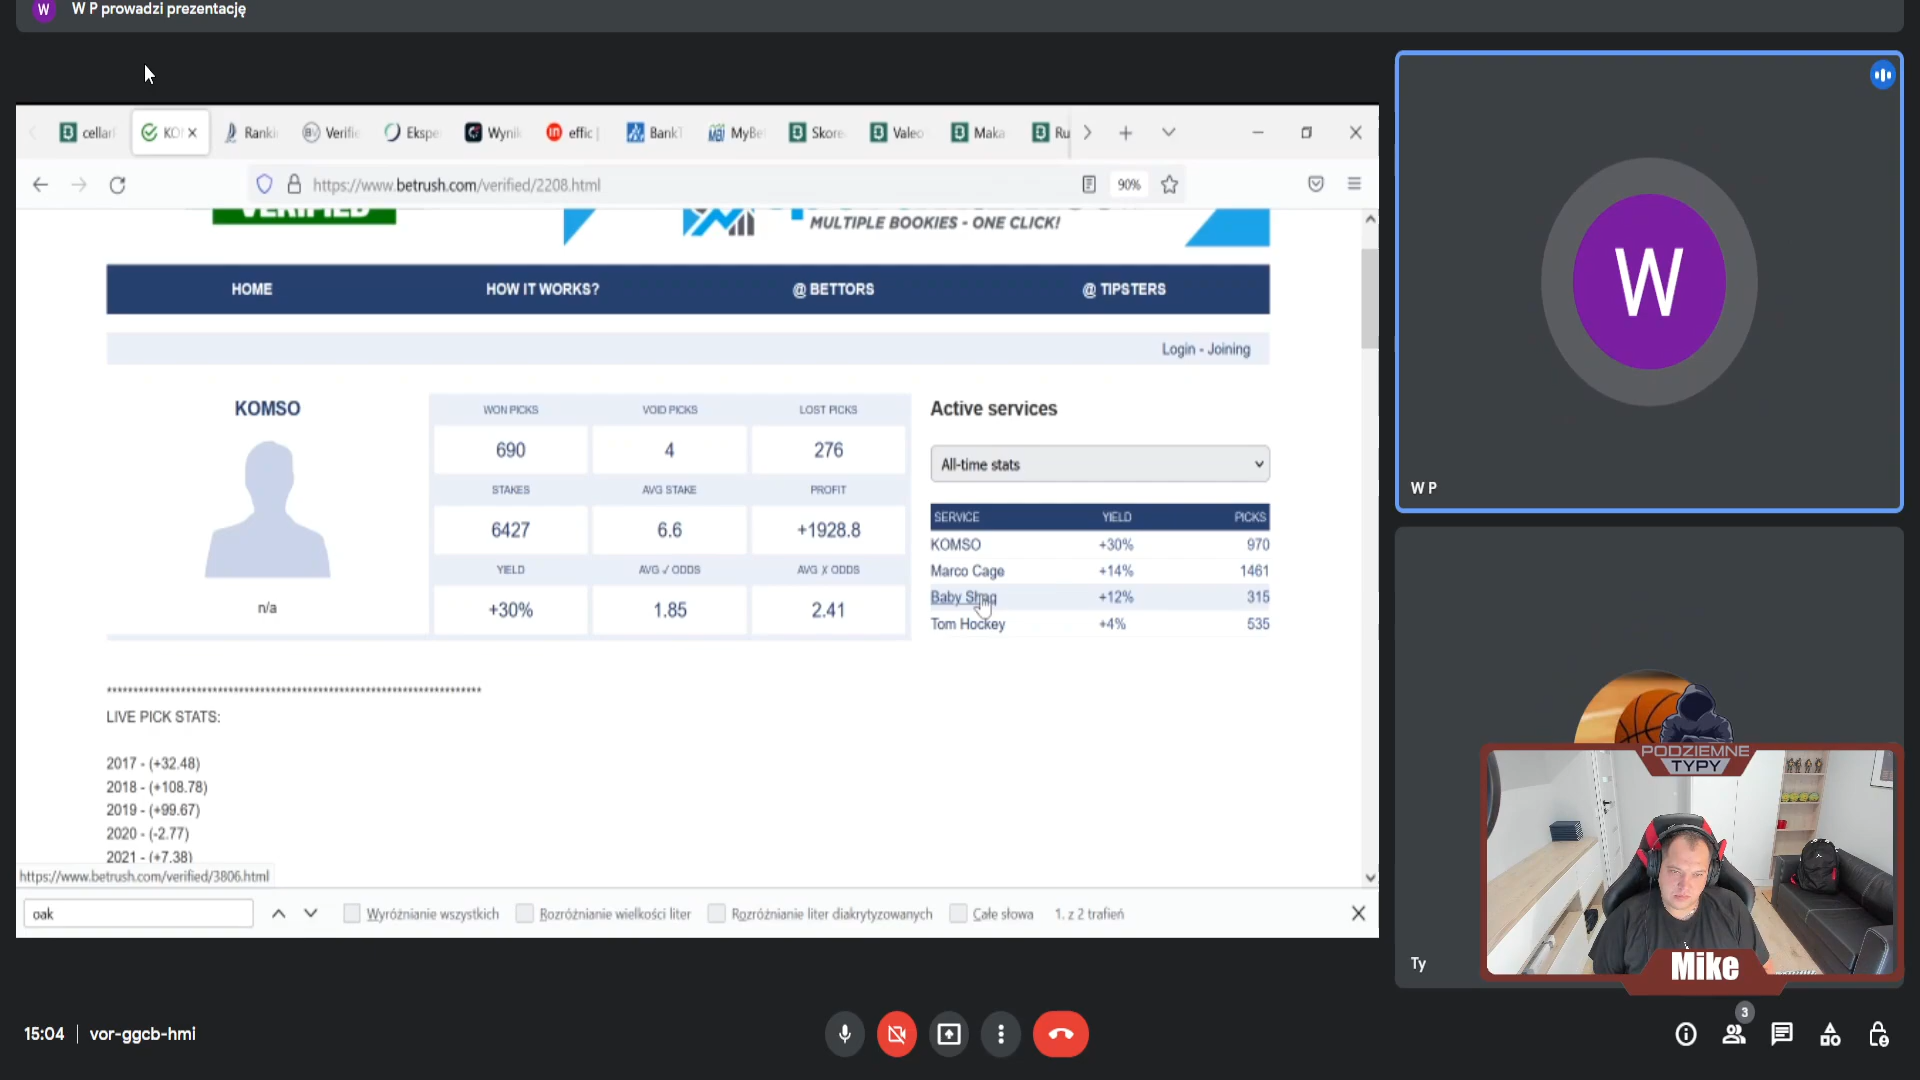 W
W P prowadzi prezentację
cellar
KO
Rankin
Verifie
Ekspe
Wynik
effic |
BankT
MyBe
Skore
Valeo
Maka
Ru
https://www.betrush.com/verified/2208.html
90%
VERIFIED
MULTIPLE BOOKIES - ONE CLICK!
HOME
HOW IT WORKS?
@ BETTORS
@ TIPSTERS
Login - Joining
KOMSO
n/a
WON PICKS
VOID PICKS
LOST PICKS
690
4
276
STAKES
AVG STAKE
PROFIT
6427
6.6
+1928.8
YIELD
AVG ✓ ODDS
AVG X ODDS
+30%
1.85
2.41
Active services
All-time stats
SERVICE YIELD PICKS
KOMSO +30% 970
Marco Cage +14% 1461
Baby Shaq +12% 315
Tom Hockey +4% 535
***********************************************************************
LIVE PICK STATS:
2017 - (+32.48)
2018 - (+108.78)
2019 - (+99.67)
2020 - (-2.77)
2021 - (+7.38)
https://www.betrush.com/verified/3806.html
oak
Wyróżnianie wszystkich
Rozróżnianie wielkości liter
Rozróżnianie liter diakrytyzowanych
Całe słowa
1. z 2 trafień
W
W P
PODZIEMNE
TYPY
Ty
Mike
15:04 | vor-ggcb-hmi
3